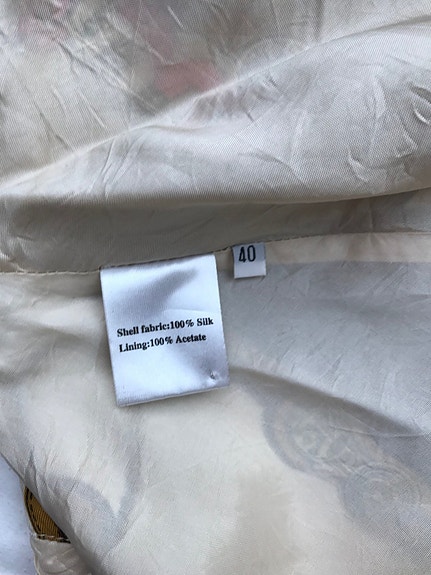 40
Shell fabric:100% Silk
Lining:100% Acetate